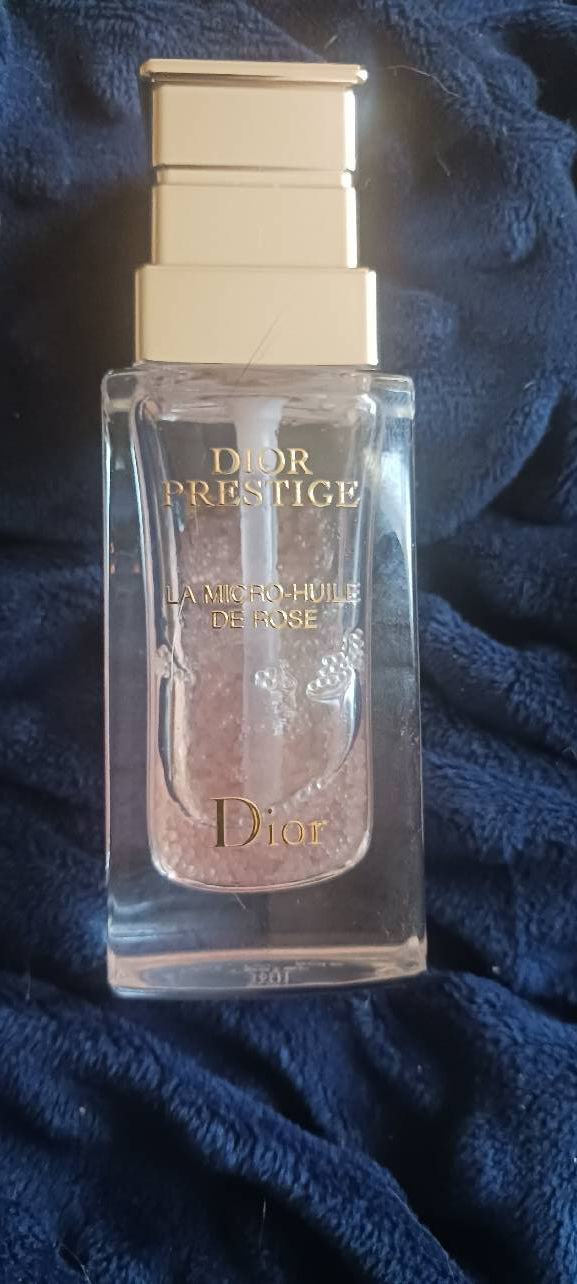 DIOR
PRESTIGE
LA MICRO-HUILE
DE ROSE
Dior